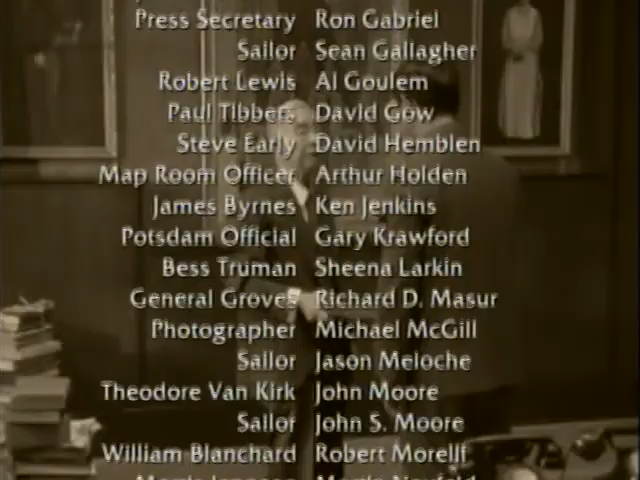 Press Secretary Ron Gabriel
Sailor Sean Gallagher
Robert Lewis Al Goulem
Paul Tibbets David Gow
Steve Early David Hemblen
Map Room Officer Arthur Holden
James Byrnes Ken Jenkins
Potsdam Official Gary Krawford
Bess Truman Sheena Larkin
General Groves Richard D. Masur
Photographer Michael McGill
Sailor Jason Meloche
Theodore Van Kirk John Moore
Sailor John S. Moore
William Blanchard Robert Morelli